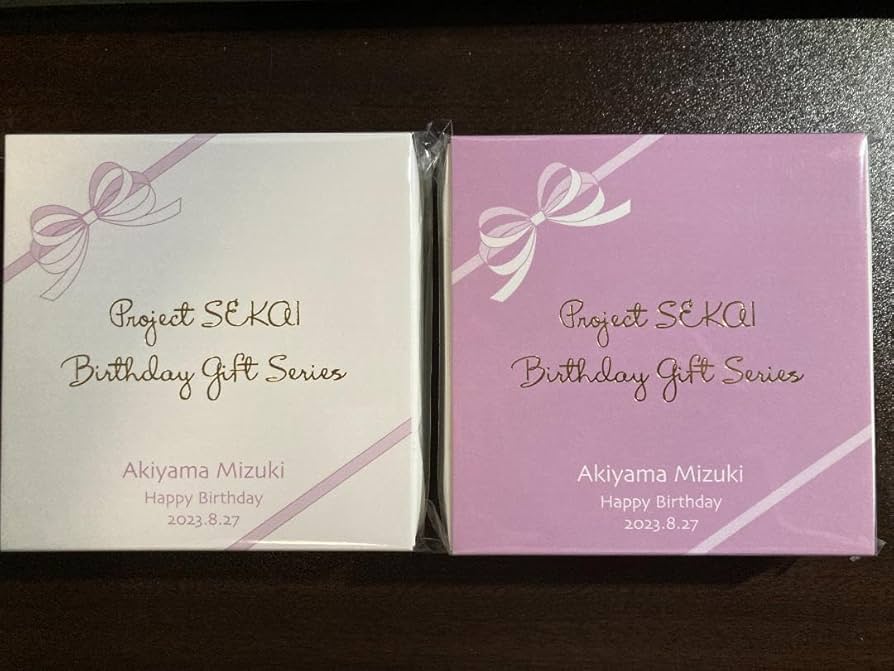 Project SEKAI
Birthday Gift Series
Akiyama Mizuki
Happy Birthday
2023.8.27
Project SEKAI
Birthday Gift Series
Akiyama Mizuki
Happy Birthday
2023.8.27